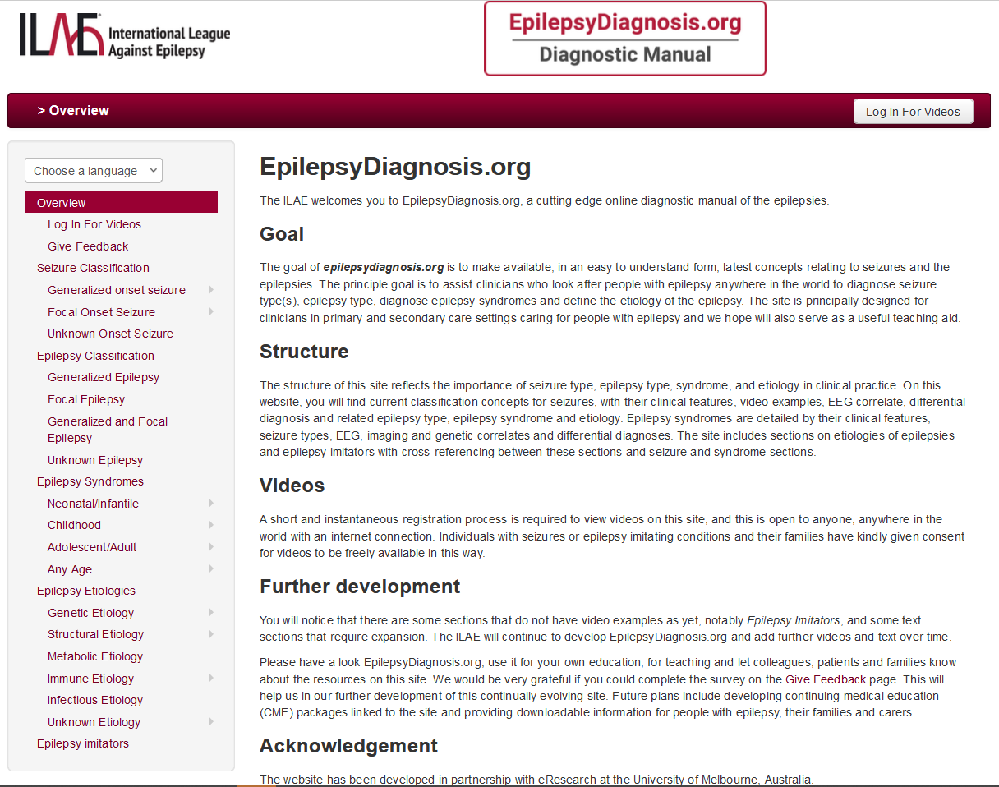 ILAE International League
Against Epilepsy
EpilepsyDiagnosis.org
Diagnostic Manual
> Overview
Log In For Videos
Choose a language
Overview
Log In For Videos
Give Feedback
Seizure Classification
Generalized onset seizure
Focal Onset Seizure
Unknown Onset Seizure
Epilepsy Classification
Generalized Epilepsy
Focal Epilepsy
Generalized and Focal
Epilepsy
Unknown Epilepsy
Epilepsy Syndromes
Neonatal/Infantile
Childhood
Adolescent/Adult
Any Age
Epilepsy Etiologies
Genetic Etiology
Structural Etiology
Metabolic Etiology
Immune Etiology
Infectious Etiology
Unknown Etiology
Epilepsy imitators
EpilepsyDiagnosis.org
The ILAE welcomes you to EpilepsyDiagnosis.org, a cutting edge online diagnostic manual of the epilepsies.
Goal
The goal of epilepsydiagnosis.org is to make available, in an easy to understand form, latest concepts relating to seizures and the
epilepsies. The principle goal is to assist clinicians who look after people with epilepsy anywhere in the world to diagnose seizure
type(s), epilepsy type, diagnose epilepsy syndromes and define the etiology of the epilepsy. The site is principally designed for
clinicians in primary and secondary care settings caring for people with epilepsy and we hope will also serve as a useful teaching aid.
Structure
The structure of this site reflects the importance of seizure type, epilepsy type, syndrome, and etiology in clinical practice. On this
website, you will find current classification concepts for seizures, with their clinical features, video examples, EEG correlate, differential
diagnosis and related epilepsy type, epilepsy syndrome and etiology. Epilepsy syndromes are detailed by their clinical features,
seizure types, EEG, imaging and genetic correlates and differential diagnoses. The site includes sections on etiologies of epilepsies
and epilepsy imitators with cross-referencing between these sections and seizure and syndrome sections.
Videos
A short and instantaneous registration process is required to view videos on this site, and this is open to anyone, anywhere in the
world with an internet connection. Individuals with seizures or epilepsy imitating conditions and their families have kindly given consent
for videos to be freely available in this way.
Further development
You will notice that there are some sections that do not have video examples as yet, notably Epilepsy Imitators, and some text
sections that require expansion. The ILAE will continue to develop EpilepsyDiagnosis.org and add further videos and text over time.
Please have a look EpilepsyDiagnosis.org, use it for your own education, for teaching and let colleagues, patients and families know
about the resources on this site. We would be very grateful if you could complete the survey on the Give Feedback page. This will
help us in our further development of this continually evolving site. Future plans include developing continuing medical education
(CME) packages linked to the site and providing downloadable information for people with epilepsy, their families and carers.
Acknowledgement
The website has been developed in partnership with eResearch at the University of Melbourne, Australia.